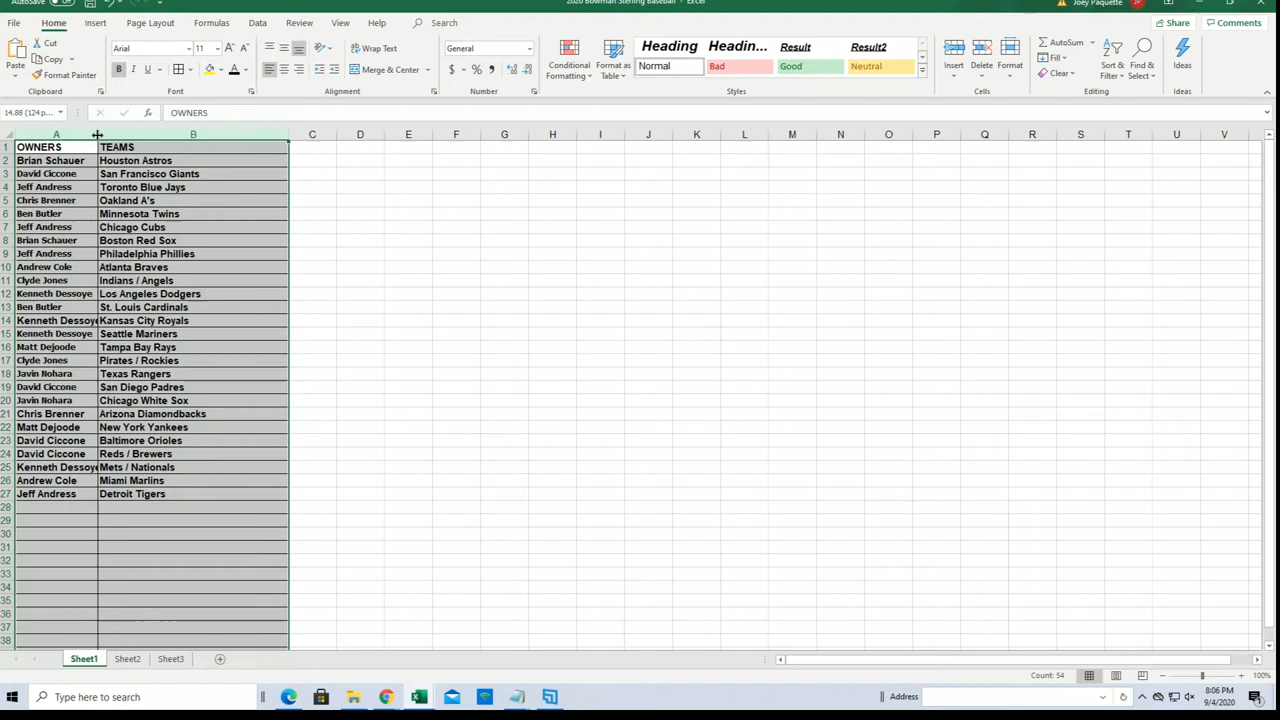 AutoSave Off 2020 Bowman Sterling Baseball - Excel Joey Paquette JP
File Home Insert Page Layout Formulas Data Review View Help Search Share Comments
Paste Cut Copy Format Painter Clipboard
Arial 11 B I U Font
Wrap Text Merge & Center Alignment
General $ % Number
Conditional Formatting Format as Table
Heading Headin... Result Result2
Normal Bad Good Neutral
Styles
Insert Delete Format Cells
AutoSum Fill Clear Sort & Filter Find & Select Editing
Ideas Ideas
14.88 (124 p... fx OWNERS
A B C D E F G H I J K L M N O P Q R S T U V
1 OWNERS TEAMS
2 Brian Schauer Houston Astros
3 David Ciccone San Francisco Giants
4 Jeff Andress Toronto Blue Jays
5 Chris Brenner Oakland A's
6 Ben Butler Minnesota Twins
7 Jeff Andress Chicago Cubs
8 Brian Schauer Boston Red Sox
9 Jeff Andress Philadelphia Phillies
10 Andrew Cole Atlanta Braves
11 Clyde Jones Indians / Angels
12 Kenneth Dessoye Los Angeles Dodgers
13 Ben Butler St. Louis Cardinals
14 Kenneth Dessoye Kansas City Royals
15 Kenneth Dessoye Seattle Mariners
16 Matt Dejoode Tampa Bay Rays
17 Clyde Jones Pirates / Rockies
18 Javin Nohara Texas Rangers
19 David Ciccone San Diego Padres
20 Javin Nohara Chicago White Sox
21 Chris Brenner Arizona Diamondbacks
22 Matt Dejoode New York Yankees
23 David Ciccone Baltimore Orioles
24 David Ciccone Reds / Brewers
25 Kenneth Dessoye Mets / Nationals
26 Andrew Cole Miami Marlins
27 Jeff Andress Detroit Tigers
28
29
30
31
32
33
34
35
36
37
38
Sheet1 Sheet2 Sheet3
Count: 54 100%
Type here to search Address 8:06 PM
9/4/2020